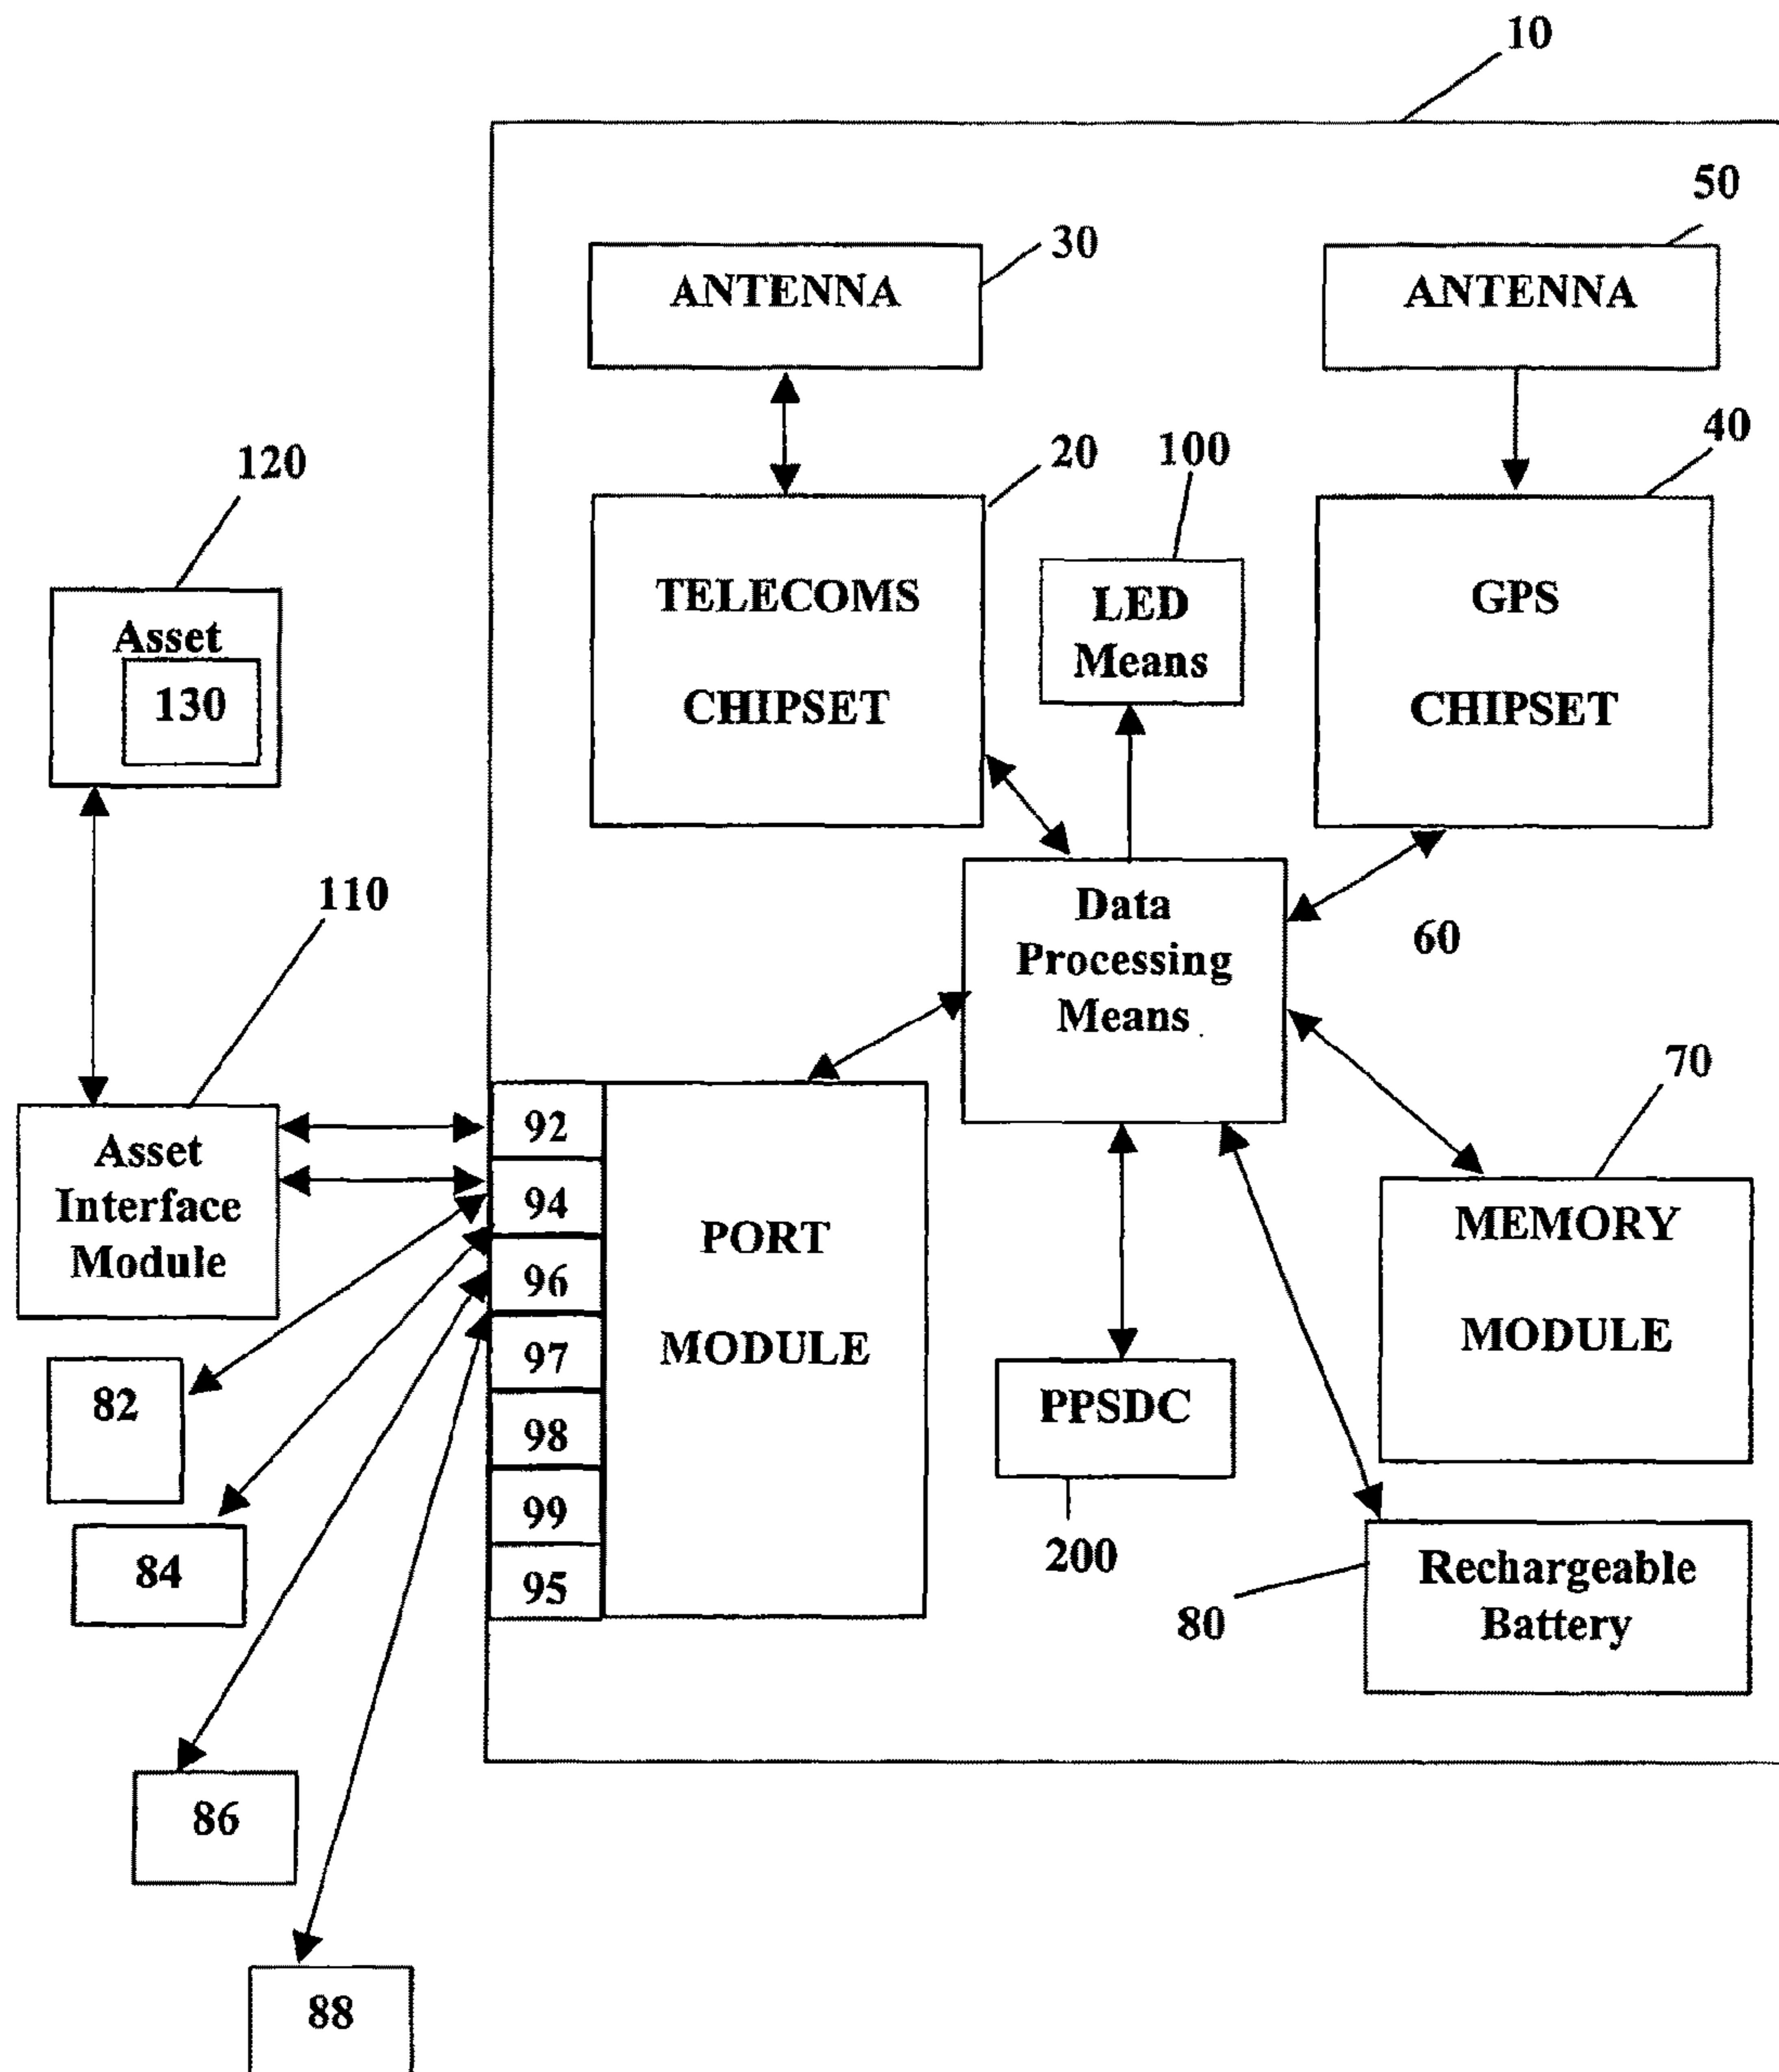 10
50
30
ANTENNA
ANTENNA
40
20
100
120
TELECOMS
CHIPSET
LED
Means
GPS
CHIPSET
Asset
130
110
Data
Processing
Means
60
70
92
Asset
Interface
Module
94
PORT
MODULE
MEMORY
MODULE
96
97
82
PPSDC
98
99
84
200
95
80
Rechargeable
Battery
86
88